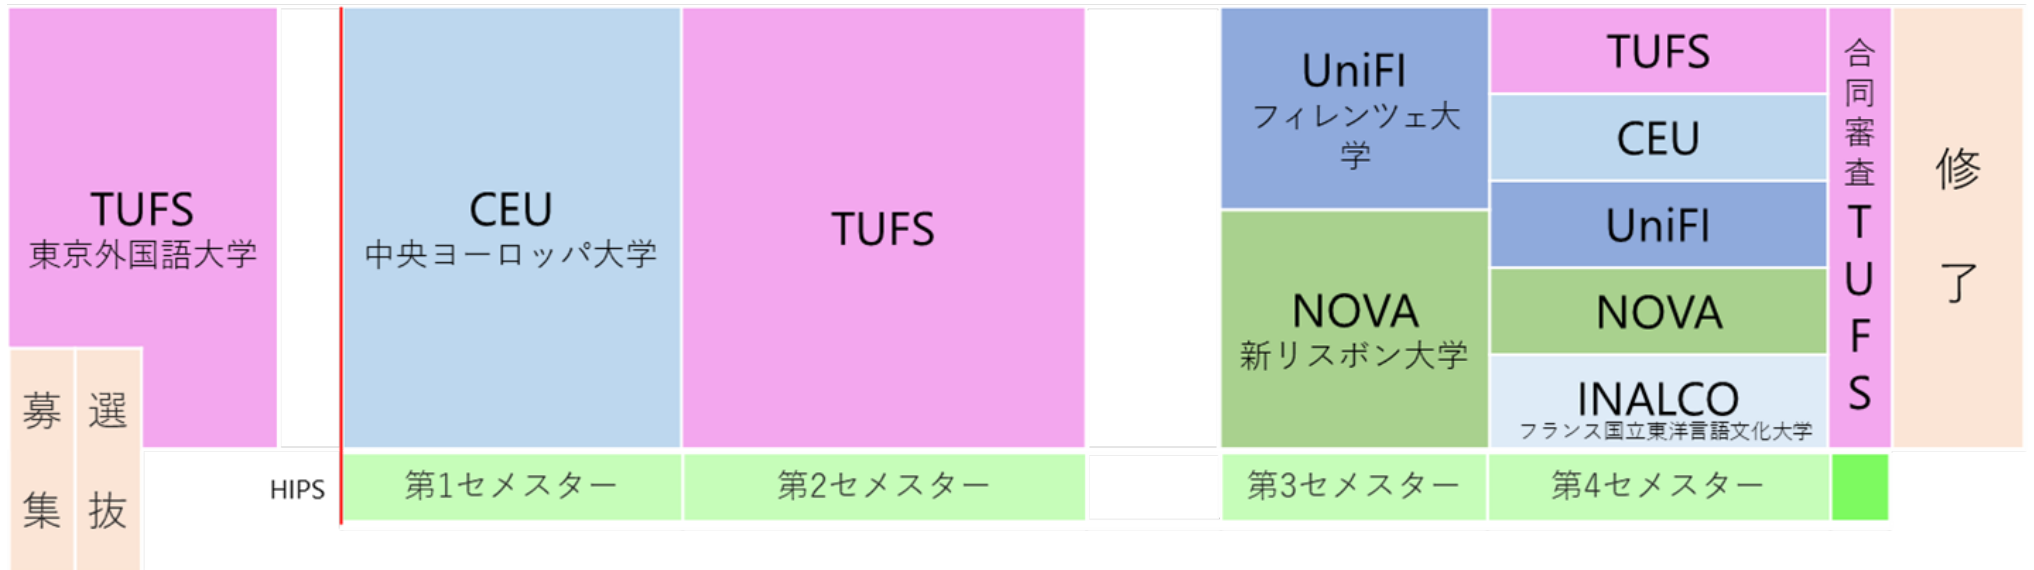 TUFS
東京外国語大学
募集
選抜
HIPS
CEU
中央ヨーロッパ大学
第1セメスター
TUFS
第2セメスター
UniFI
フィレンツェ大
学
NOVA
新リスボン大学
第3セメスター
TUFS
CEU
UniFI
NOVA
INALCO
フランス国立東洋言語文化大学
第4セメスター
合同審査TUFS
修了